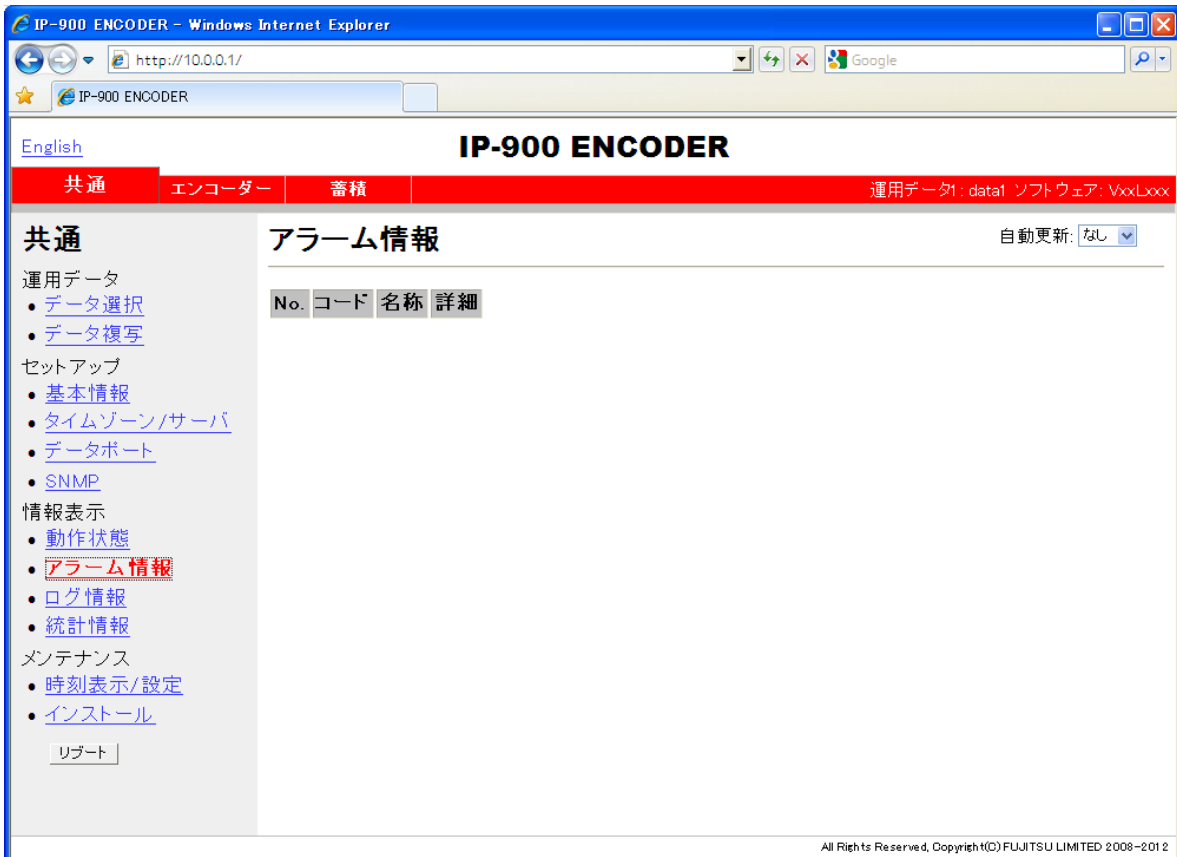 IP-900 ENCODER - Windows Internet Explorer
http://10.0.0.1/
Google
IP-900 ENCODER
English
IP-900 ENCODER
共通 エンコーダー 蓄積 運用データ1 : data1 ソフトウェア: VxxLxxx
共通
運用データ
データ選択
データ複写
セットアップ
基本情報
タイムゾーン/サーバ
データポート
SNMP
情報表示
動作状態
アラーム情報
ログ情報
統計情報
メンテナンス
時刻表示/設定
インストール
リブート
アラーム情報
自動更新: なし
No. コード 名称 詳細
All Rights Reserved, Copyright(C) FUJITSU LIMITED 2008-2012